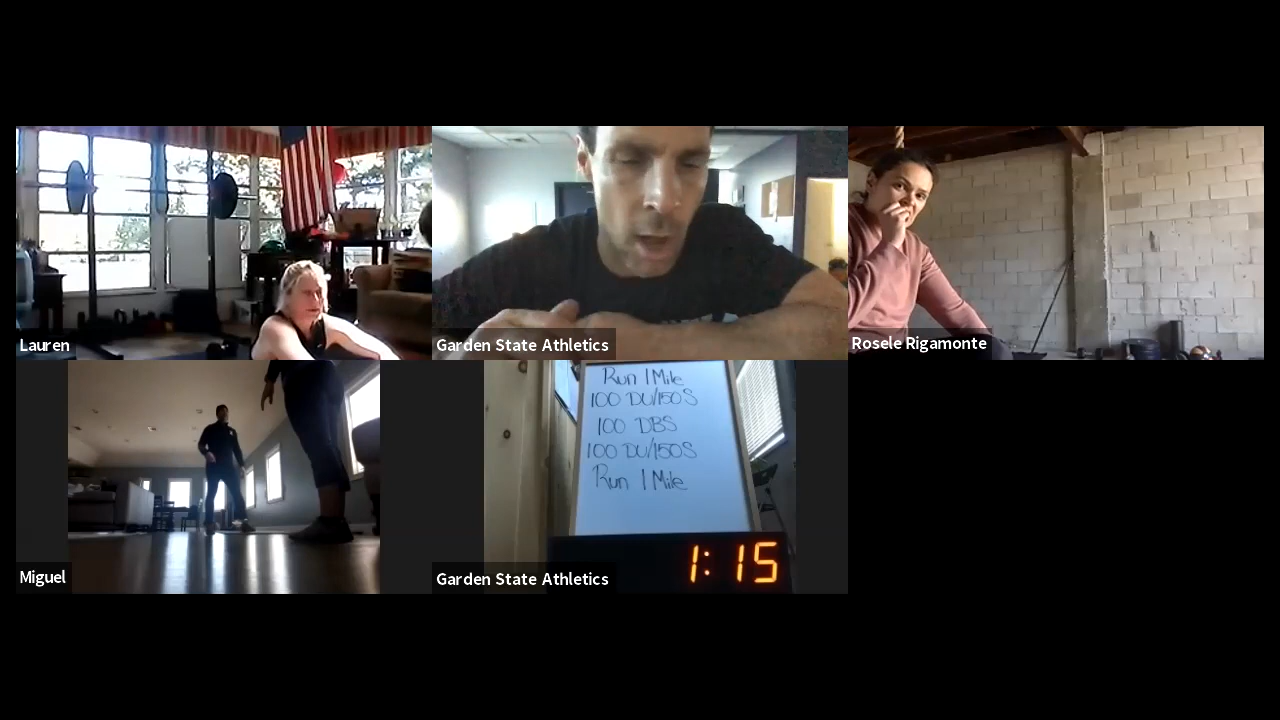 Lauren
Garden State Athletics
Rosele Rigamonte
Miguel
Run 1 Mile
100 DU/150S
100 DBS
100 DU/150S
Run 1 Mile
1:15
Garden State Athletics